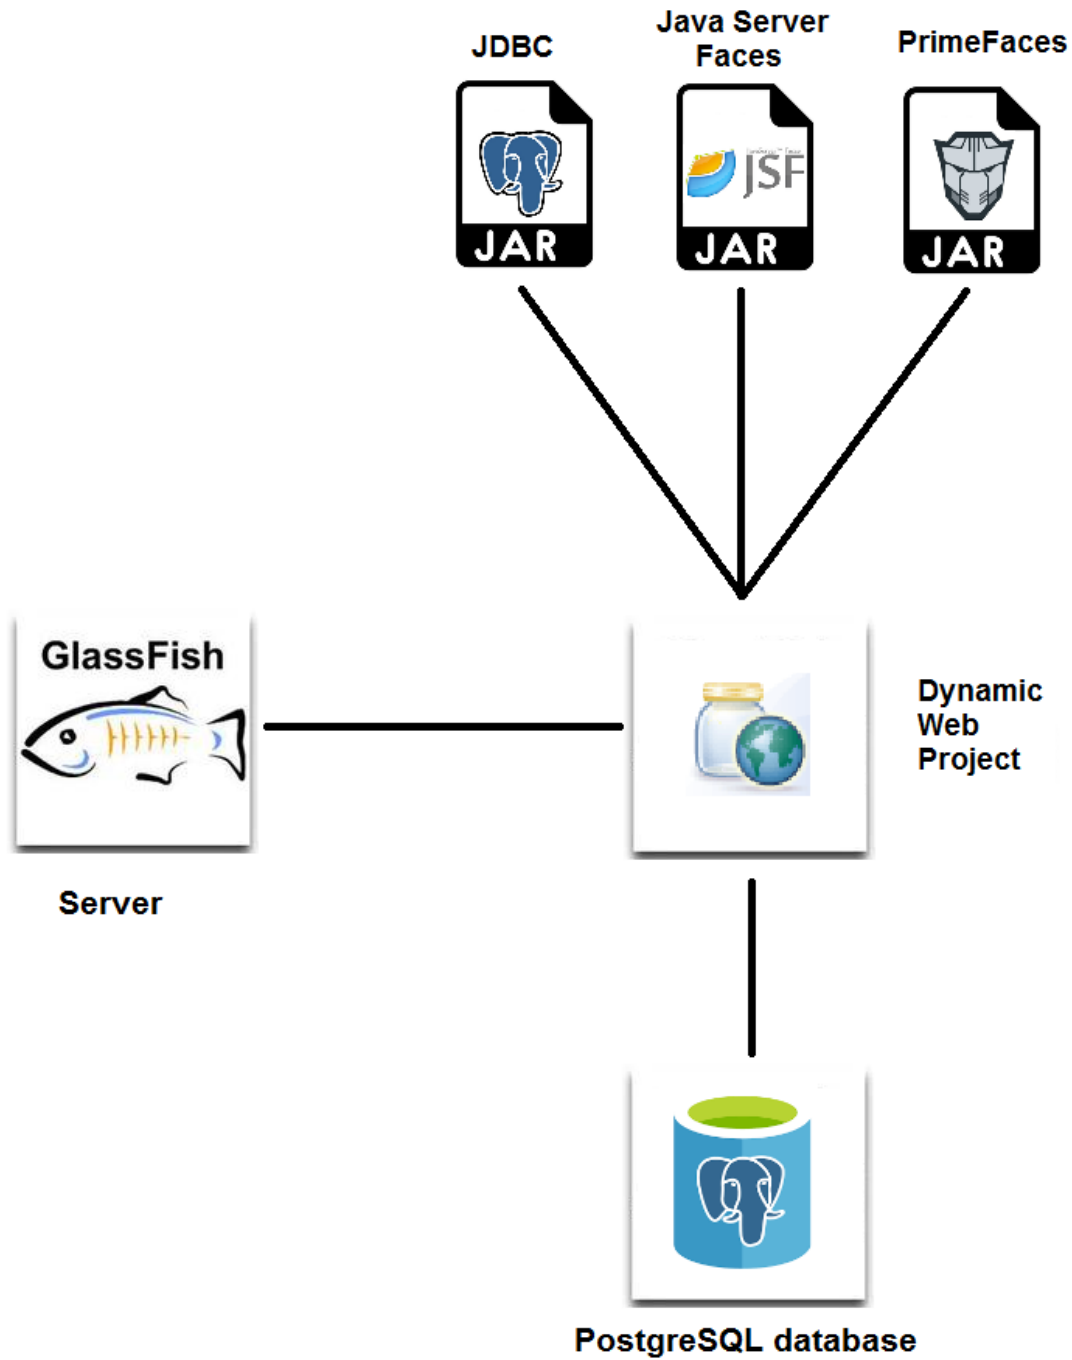 JDBC
Java Server
Faces
PrimeFaces
JSF
JAR
JAR
JAR
GlassFish
Dynamic
Web
Project
Server
PostgreSQL database